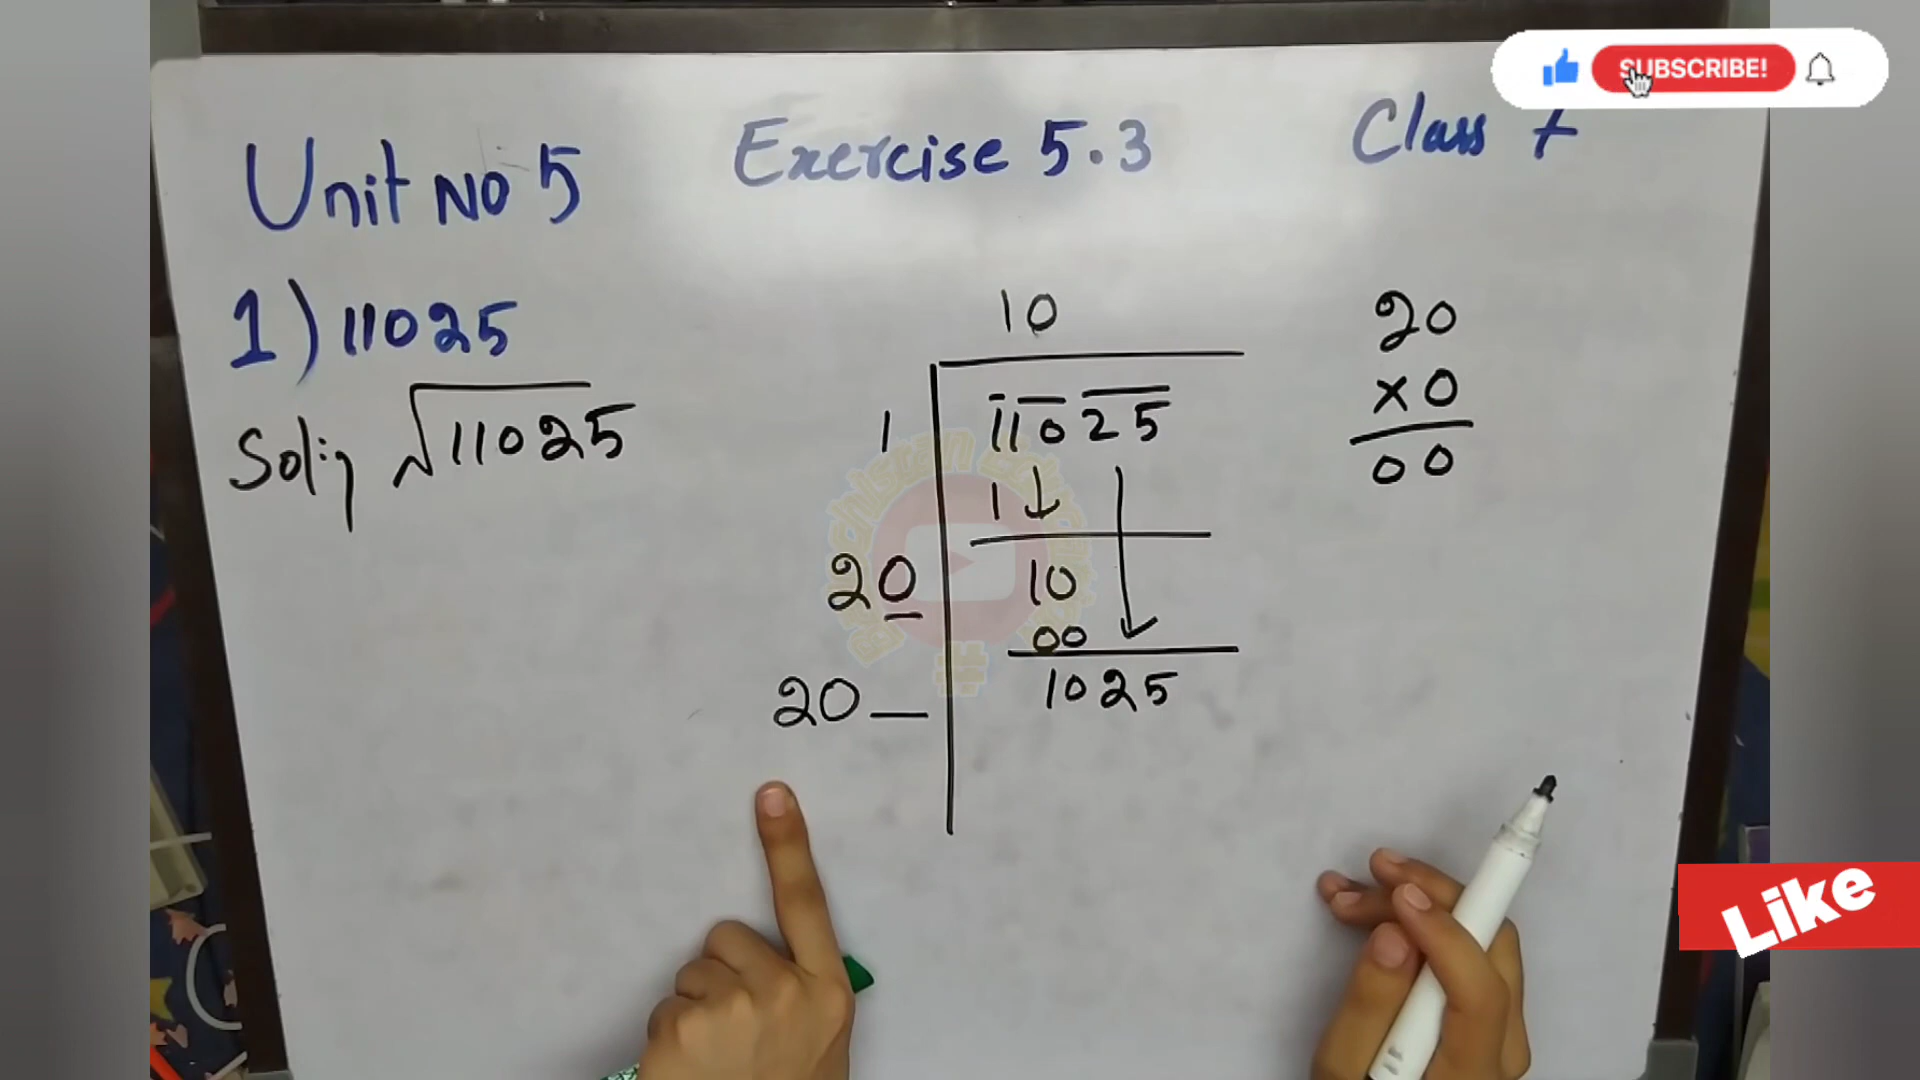 SUBSCRIBE!
Unit No 5 Exercise 5.3 Class 7
1) 11025
Sol:, √11025
10
1 11025
1
20 10
00
20_ 1025
20
×0
00
Like